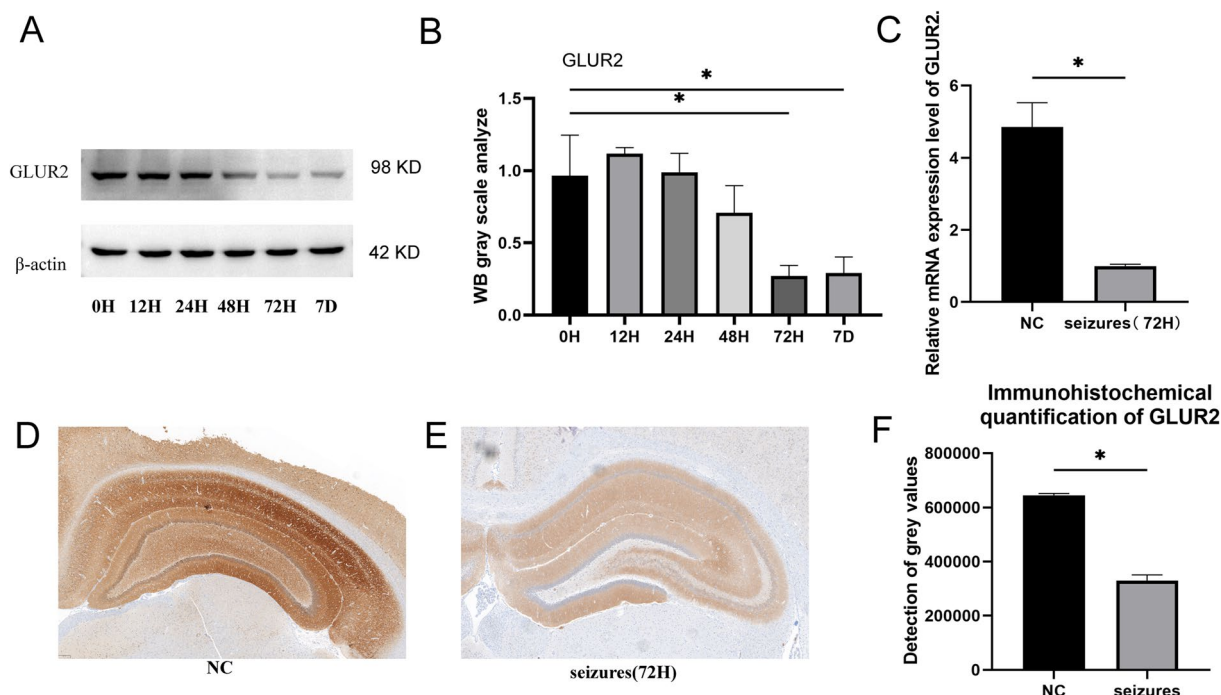 A
GLUR2
98 KD
β-actin
42 KD
0H 12H 24H 48H 72H 7D
B
GLUR2
*
*
WB gray scale analyze
1.5
1.0
0.5
0.0
0H 12H 24H 48H 72H 7D
C
Relative mRNA expression level of GLUR2.
*
6
4
2
0
NC seizures( 72H)
D
NC
E
seizures(72H)
F
Immunohistochemical
quantification of GLUR2
*
Detection of grey values
800000
600000
400000
200000
0
NC seizures